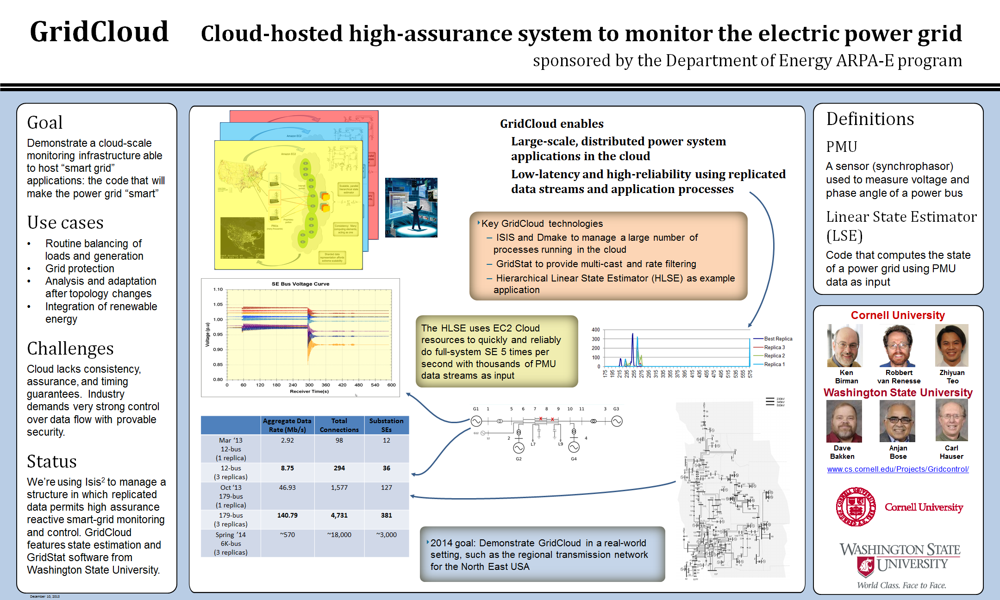 GridCloud
Cloud-hosted high-assurance system to monitor the electric power grid
sponsored by the Department of Energy ARPA-E program
Goal
Demonstrate a cloud-scale
monitoring infrastructure able
to host “smart grid”
applications: the code that will
make the power grid “smart”
Use cases
• Routine balancing of
loads and generation
• Grid protection
• Analysis and adaptation
after topology changes
• Integration of renewable
energy
Challenges
Cloud lacks consistency,
assurance, and timing
guarantees. Industry
demands very strong control
over data flow with provable
security.
Status
We’re using Isis2 to manage a
structure in which replicated
data permits high assurance
reactive smart-grid monitoring
and control. GridCloud
features state estimation and
GridStat software from
Washington State University.
December 10, 2013
Amazon EC2
Amazon EC2
Internet
portion
Scalable, parallel
hierarchical state
estimator
PMUs
(many thousands)
Proprietary
portion
Consistency: Many
computing elements,
acting as one
Sharded data
representation affords
extreme scalability
GridCloud enables
Large-scale, distributed power system
applications in the cloud
Low-latency and high-reliability using replicated
data streams and application processes
Key GridCloud technologies
– ISIS and Dmake to manage a large number of
processes running in the cloud
– GridStat to provide multi-cast and rate filtering
– Hierarchical Linear State Estimator (HLSE) as example
application
SE Bus Voltage Curve
Voltage (p.u)
1.10
1.05
1.00
0.95
0.90
0.85
0.80
0 60 120 180 240 300 360 420 480 540 600
Receiver Time(s)
The HLSE uses EC2 Cloud
resources to quickly and reliably
do full-system SE 5 times per
second with thousands of PMU
data streams as input
400
300
200
100
0
175 195 215 235 255 275 295 315 335 355 375 395 415 435 455 475 495 515 535 555 575
Best Replica
Replica 3
Replica 2
Replica 1
Aggregate Data Rate (Mb/s) Total Connections Substation SEs
Mar ‘13 12-bus (1 replica) 2.92 98 12
12-bus (3 replicas) 8.75 294 36
Oct ‘13 179-bus (1 replica) 46.93 1,577 127
179-bus (3 replicas) 140.79 4,731 381
Spring ’14 6K-bus (3 replicas) ~570 ~18,000 ~3,000
G1 1 5 6 7 8 9 10 11 3 G3
X X
G12
12 2 L7 L9 4
G2 G4
230kV
345kV
500kV
2014 goal: Demonstrate GridCloud in a real-world
setting, such as the regional transmission network
for the North East USA
Definitions
PMU
A sensor (synchrophasor)
used to measure voltage and
phase angle of a power bus
Linear State Estimator
(LSE)
Code that computes the state
of a power grid using PMU
data as input
Cornell University
Ken Birman
Robbert van Renesse
Zhiyuan Teo
Washington State University
Dave Bakken
Anjan Bose
Carl Hauser
www.cs.cornell.edu/Projects/Gridcontrol/
Cornell University
WASHINGTON STATE
UNIVERSITY
World Class. Face to Face.